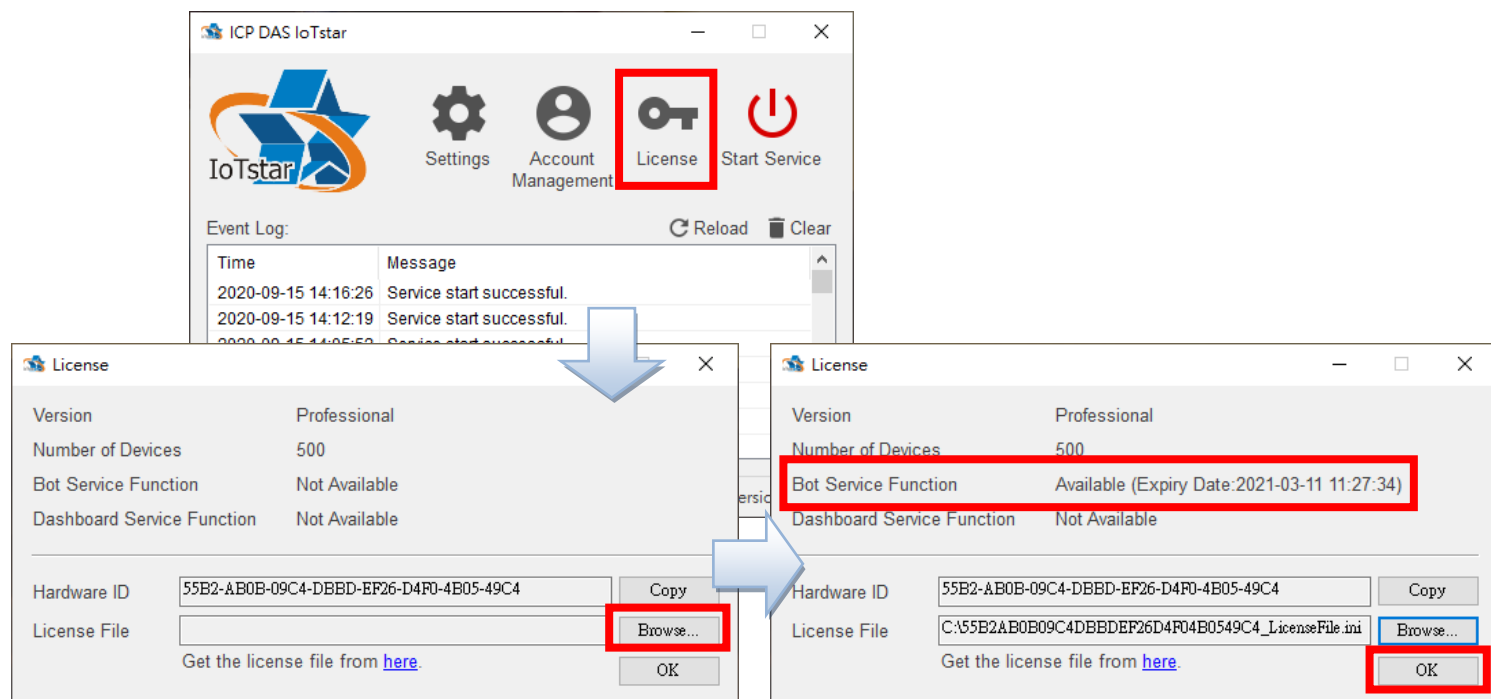 ICP DAS IoTstar
IoTstar
Settings
Account
Management
License
Start Service
Event Log:
Reload
Clear
Time Message
2020-09-15 14:16:26 Service start successful.
2020-09-15 14:12:19 Service start successful.
License
Version Professional
Number of Devices 500
Bot Service Function Not Available
Dashboard Service Function Not Available
Hardware ID 55B2-AB0B-09C4-DBBD-EF26-D4F0-4B05-49C4 Copy
License File Browse...
Get the license file from here. OK
License
Version Professional
Number of Devices 500
Bot Service Function Available (Expiry Date:2021-03-11 11:27:34)
Dashboard Service Function Not Available
Hardware ID 55B2-AB0B-09C4-DBBD-EF26-D4F0-4B05-49C4 Copy
License File C:\55B2AB0B09C4DBBDEF26D4F04B0549C4_LicenseFile.ini Browse...
Get the license file from here. OK